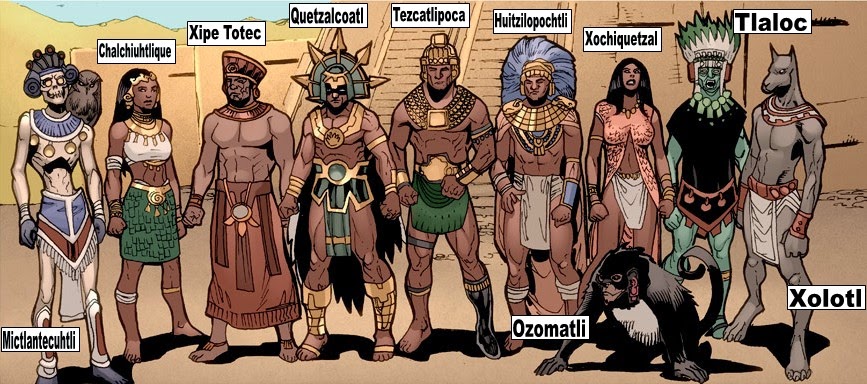 Quetzalcoatl
Tezcatlipoca
Huitzilopochtli
Tlaloc
Xipe Totec
Chalchiuhtlique
Xochiquetzal
Xolotl
Ozomatli
Mictlantecuhtli